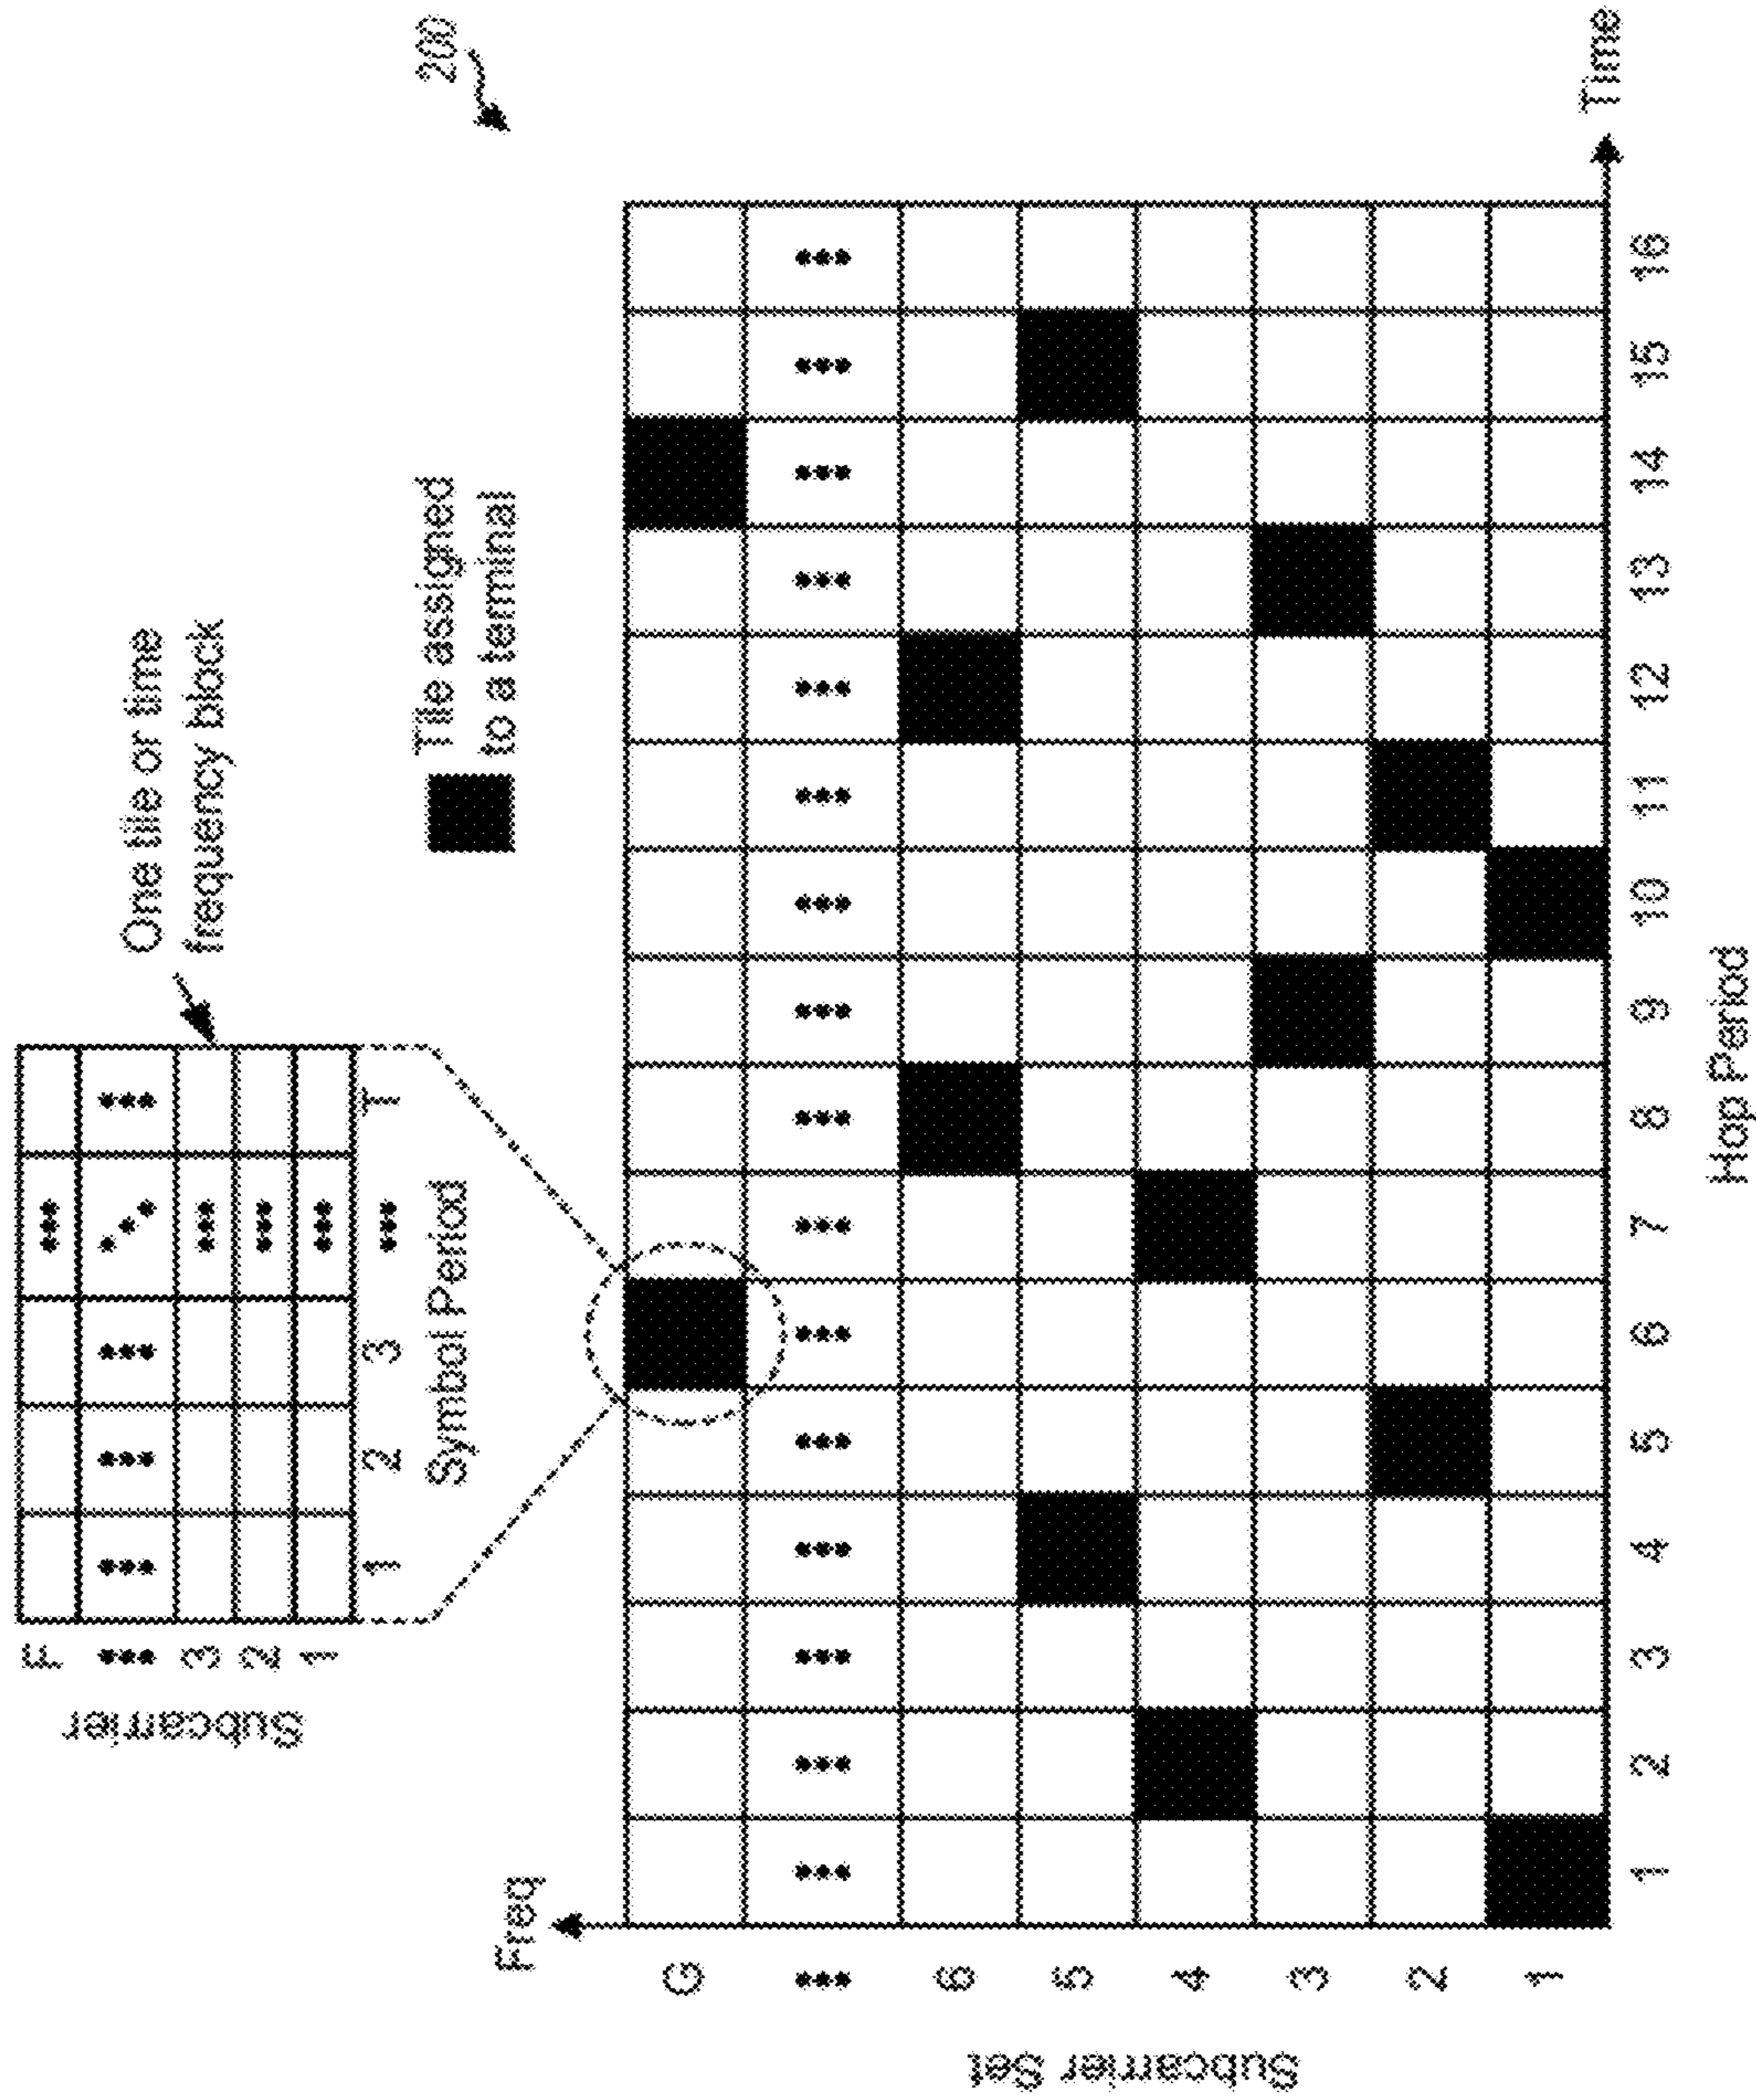 200
One tile or time
frequency block
Subcarrier
F
•••
3
2
1
1 2 3 ••• T
Symbol Period
Tile assigned
to a terminal
Freq
Subcarrier Set
G
•••
6
5
4
3
2
1
1 2 3 4 5 6 7 8 9 10 11 12 13 14 15 16
Time
Hop Period